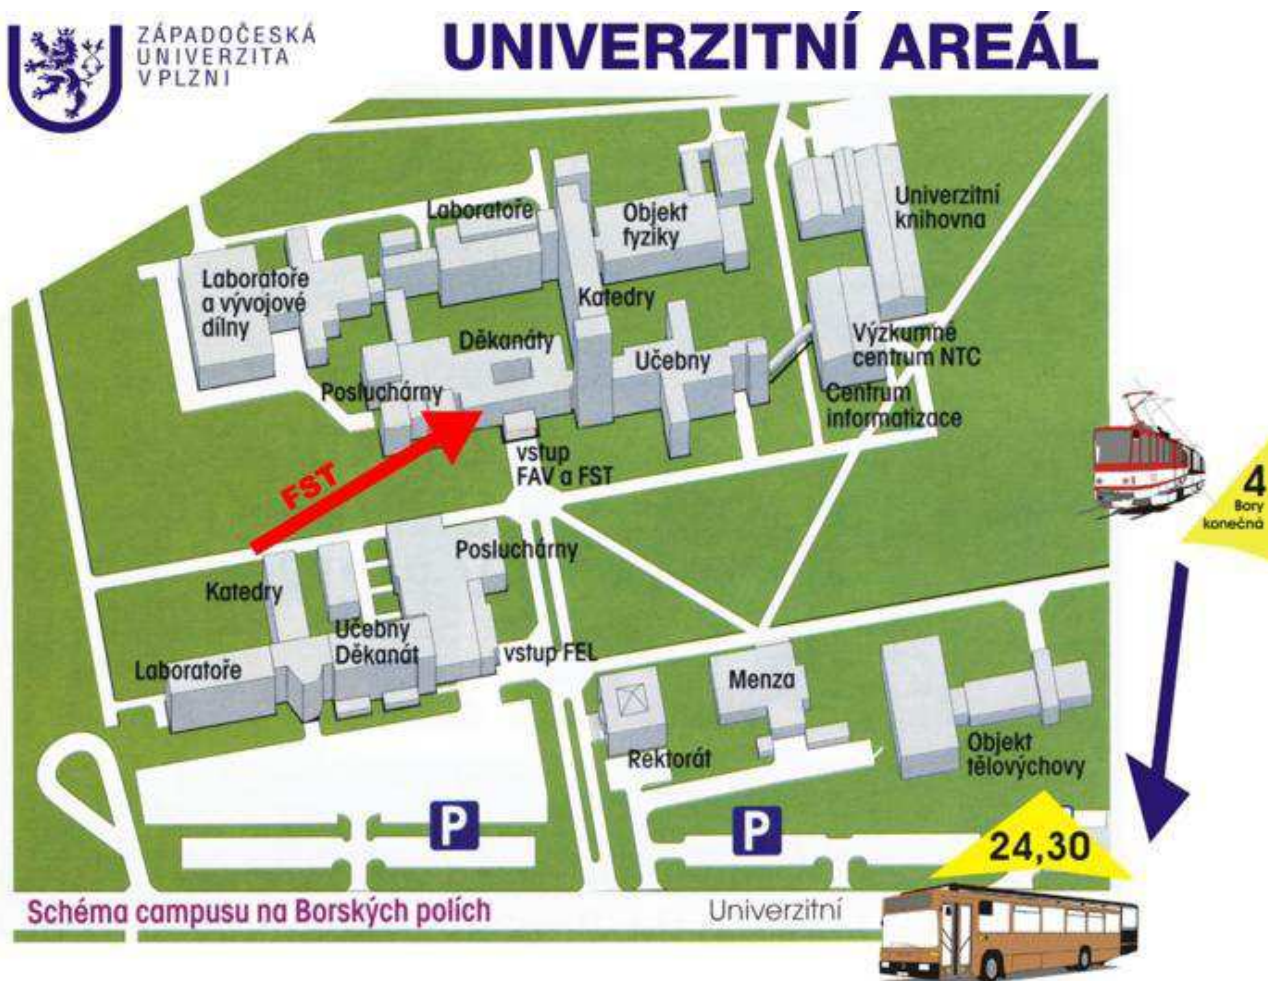 ZÁPADOČESKÁ
UNIVERZITA
V PLZNI
UNIVERZITNÍ AREÁL
Laboratoře
Objekt
fyziky
Univerzitní
knihovna
Laboratoře
a vývojové
dílny
Katedry
Děkanáty
Učebny
Výzkumné
centrum NTC
Posluchárny
Centrum
informatizace
vstup
FAV a FST
FST
4
Bory
konečná
Posluchárny
Katedry
Učebny
Děkanát
vstup FEL
Laboratoře
Menza
Rektorát
Objekt
tělovýchovy
P
P
24,30
Schéma campusu na Borských polích
Univerzitní